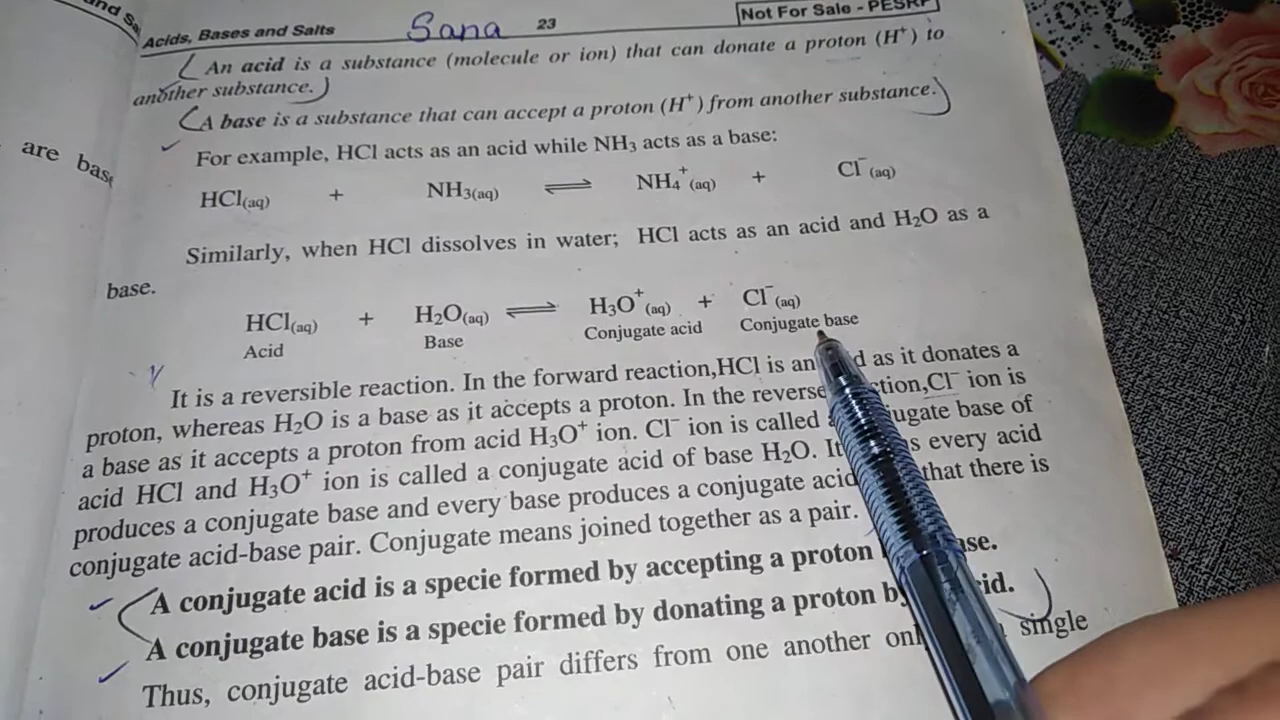 Acids, Bases and Salts Sana 23 Not For Sale - PESRP
An acid is a substance (molecule or ion) that can donate a proton (H⁺) to
another substance.
A base is a substance that can accept a proton (H⁺) from another substance.
are base
For example, HCl acts as an acid while NH₃ acts as a base:
HCl(aq) + NH₃(aq) ⇌ NH₄⁺(aq) + Cl⁻(aq)
Similarly, when HCl dissolves in water; HCl acts as an acid and H₂O as a
base.
HCl(aq) + H₂O(aq) ⇌ H₃O⁺(aq) + Cl⁻(aq)
Acid Base Conjugate acid Conjugate base
It is a reversible reaction. In the forward reaction,HCl is an as it donates a
proton, whereas H₂O is a base as it accepts a proton. In the reverse ,Cl⁻ ion is
a base as it accepts a proton from acid H₃O⁺ ion. Cl⁻ ion is called base of
acid HCl and H₃O⁺ ion is called a conjugate acid of base H₂O. It every acid
produces a conjugate base and every base produces a conjugate acid that there is
conjugate acid-base pair. Conjugate means joined together as a pair.
A conjugate acid is a specie formed by accepting a proton
A conjugate base is a specie formed by donating a proton
Thus, conjugate acid-base pair differs from one another single